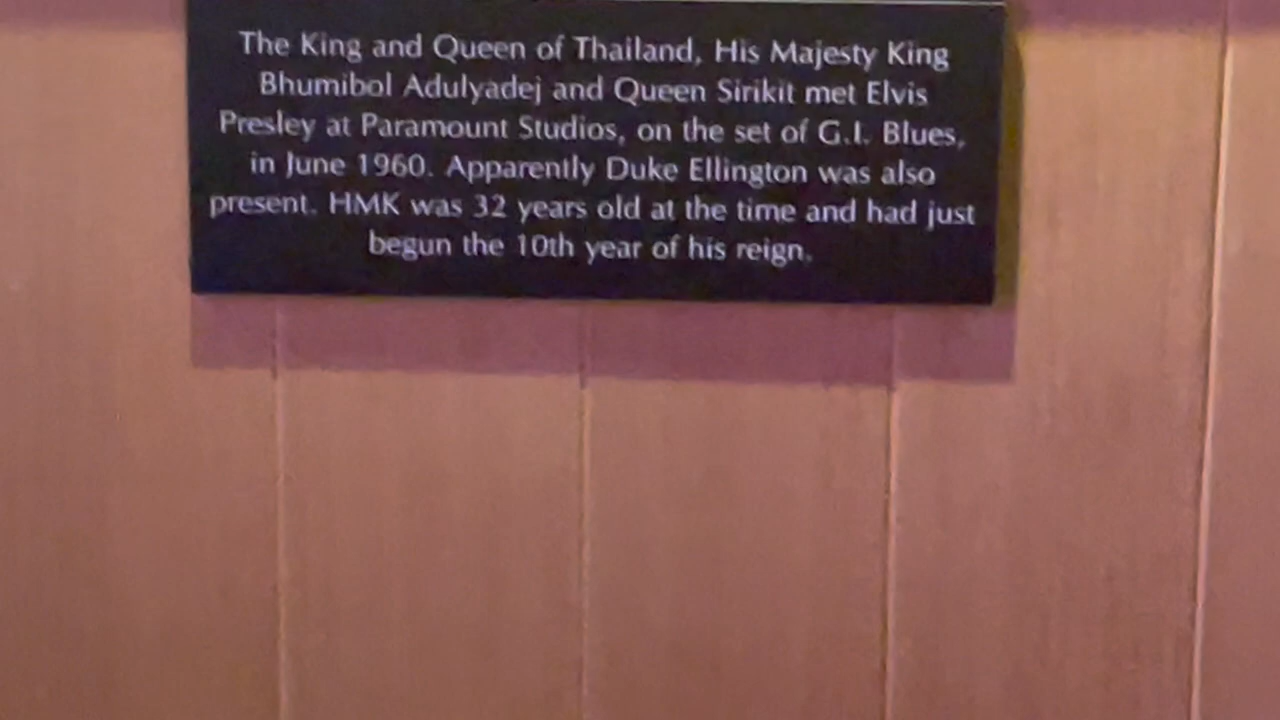 The King and Queen of Thailand, His Majesty King
Bhumibol Adulyadej and Queen Sirikit met Elvis
Presley at Paramount Studios, on the set of G.I. Blues,
in June 1960. Apparently Duke Ellington was also
present. HMK was 32 years old at the time and had just
begun the 10th year of his reign.